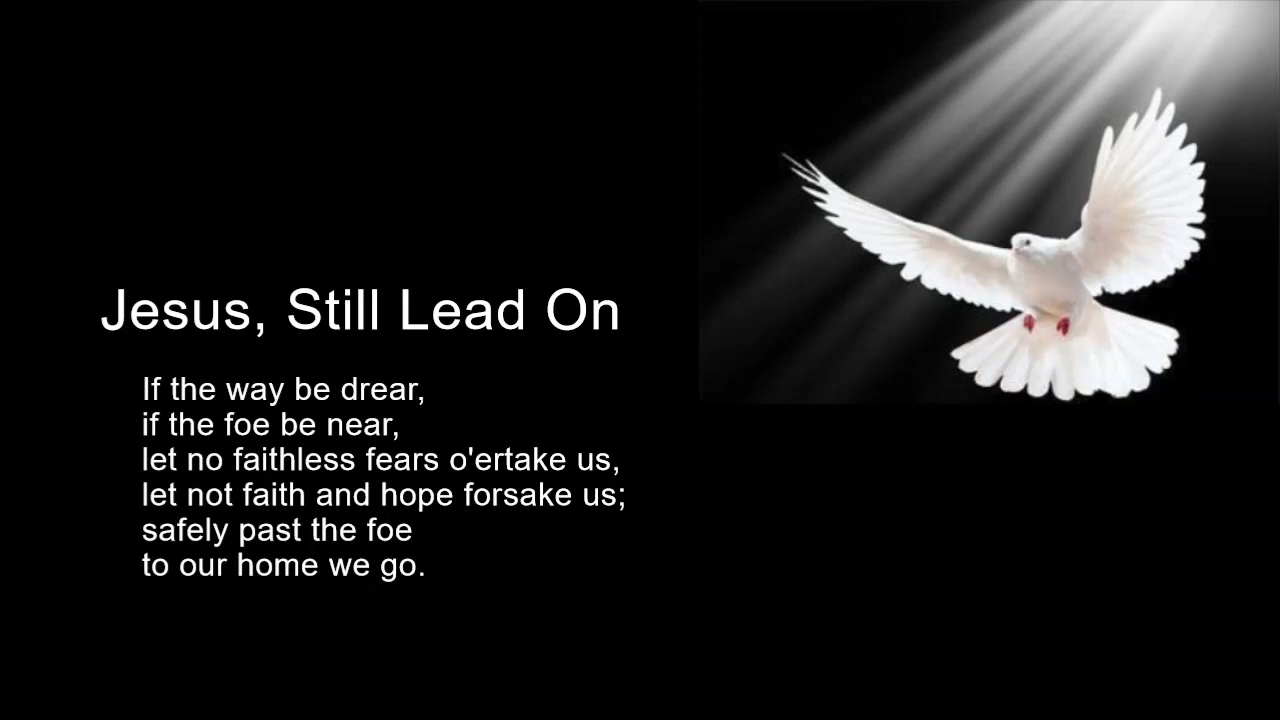 Jesus, Still Lead On
If the way be drear,
if the foe be near,
let no faithless fears o'ertake us,
let not faith and hope forsake us;
safely past the foe
to our home we go.